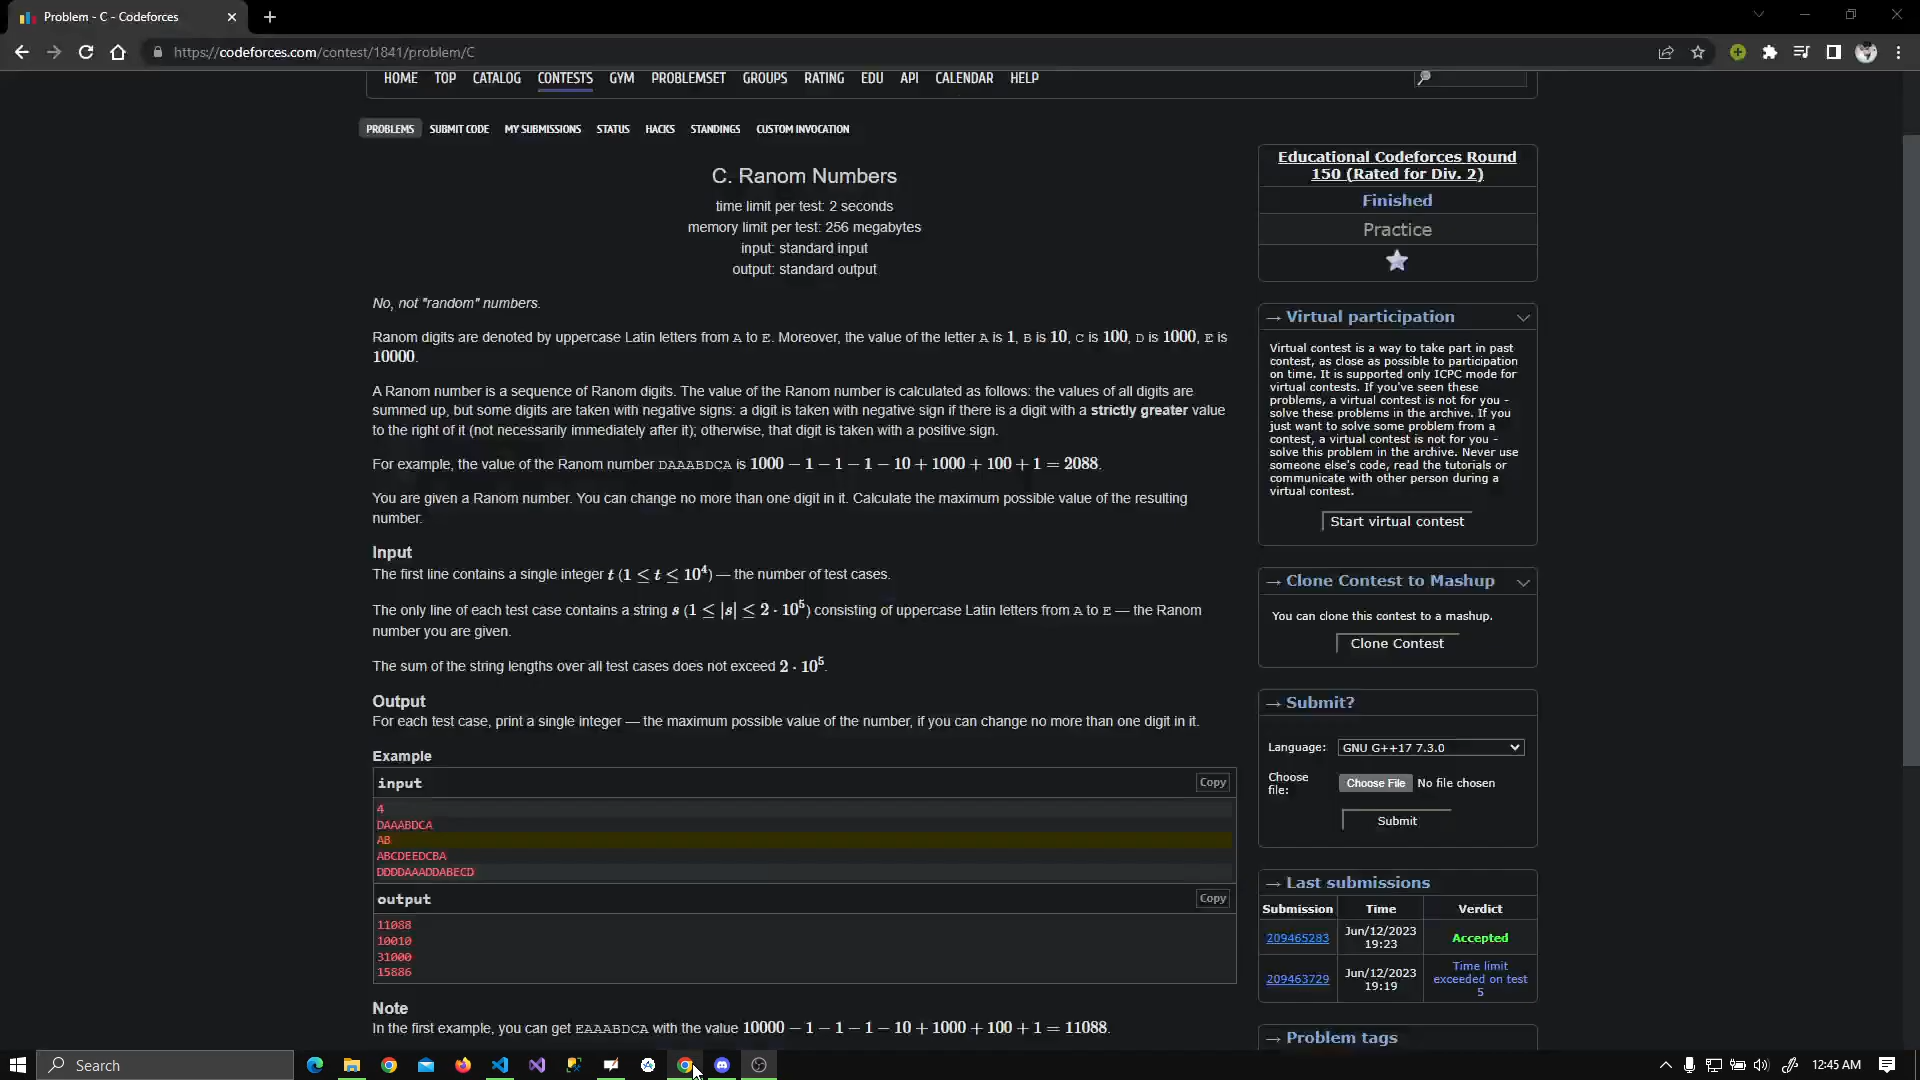 Problem - C - Codeforces
https://codeforces.com/contest/1841/problem/C
HOME TOP CATALOG CONTESTS GYM PROBLEMSET GROUPS RATING EDU API CALENDAR HELP
PROBLEMS SUBMIT CODE MY SUBMISSIONS STATUS HACKS STANDINGS CUSTOM INVOCATION
C. Ranom Numbers
time limit per test: 2 seconds
memory limit per test: 256 megabytes
input: standard input
output: standard output
No, not "random" numbers.
Ranom digits are denoted by uppercase Latin letters from A to E. Moreover, the value of the letter A is 1, B is 10, C is 100, D is 1000, E is
10000.
A Ranom number is a sequence of Ranom digits. The value of the Ranom number is calculated as follows: the values of all digits are
summed up, but some digits are taken with negative signs: a digit is taken with negative sign if there is a digit with a strictly greater value
to the right of it (not necessarily immediately after it); otherwise, that digit is taken with a positive sign.
For example, the value of the Ranom number DAAABDCA is 1000 − 1 − 1 − 1 − 10 + 1000 + 100 + 1 = 2088.
You are given a Ranom number. You can change no more than one digit in it. Calculate the maximum possible value of the resulting
number.
Input
The first line contains a single integer t (1 ≤ t ≤ 10⁴) — the number of test cases.
The only line of each test case contains a string s (1 ≤ |s| ≤ 2 · 10⁵) consisting of uppercase Latin letters from A to E — the Ranom
number you are given.
The sum of the string lengths over all test cases does not exceed 2 · 10⁵.
Output
For each test case, print a single integer — the maximum possible value of the number, if you can change no more than one digit in it.
Example
input Copy
4
DAAABDCA
AB
ABCDEEDCBA
DDDDAAADDABECD
output Copy
11088
10010
31000
15886
Note
In the first example, you can get EAAABDCA with the value 10000 − 1 − 1 − 1 − 10 + 1000 + 100 + 1 = 11088.
Educational Codeforces Round
150 (Rated for Div. 2)
Finished
Practice
→ Virtual participation
Virtual contest is a way to take part in past
contest, as close as possible to participation
on time. It is supported only ICPC mode for
virtual contests. If you've seen these
problems, a virtual contest is not for you -
solve these problems in the archive. If you
just want to solve some problem from a
contest, a virtual contest is not for you -
solve this problem in the archive. Never use
someone else's code, read the tutorials or
communicate with other person during a
virtual contest.
Start virtual contest
→ Clone Contest to Mashup
You can clone this contest to a mashup.
Clone Contest
→ Submit?
Language: GNU G++17 7.3.0
Choose
file: Choose File No file chosen
Submit
→ Last submissions
Submission Time Verdict
209465283 Jun/12/2023
19:23 Accepted
209463729 Jun/12/2023
19:19 Time limit
exceeded on test
5
→ Problem tags
Search
12:45 AM